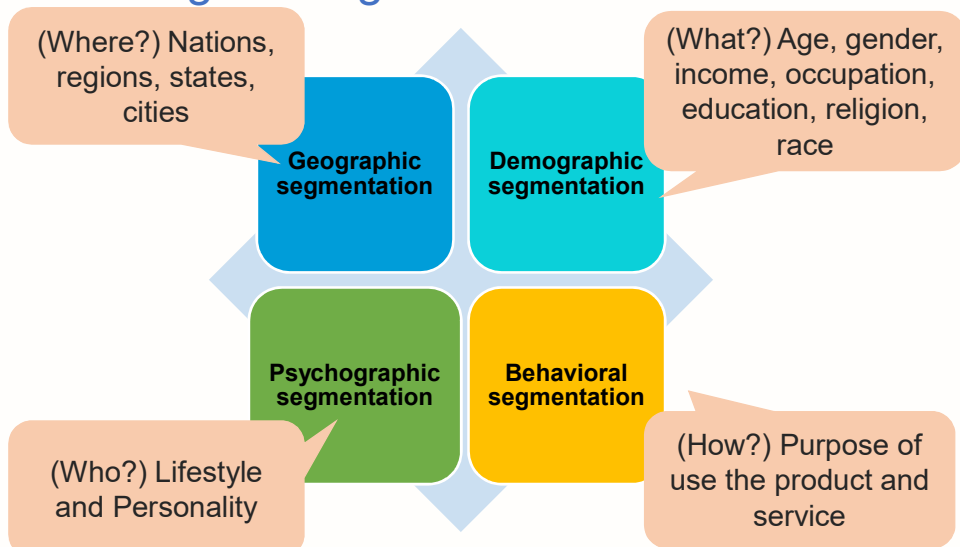 (Where?) Nations,
regions, states,
cities
(What?) Age, gender,
income, occupation,
education, religion,
race
Geographic
segmentation
Demographic
segmentation
Psychographic
segmentation
Behavioral
segmentation
(Who?) Lifestyle
and Personality
(How?) Purpose of
use the product and
service